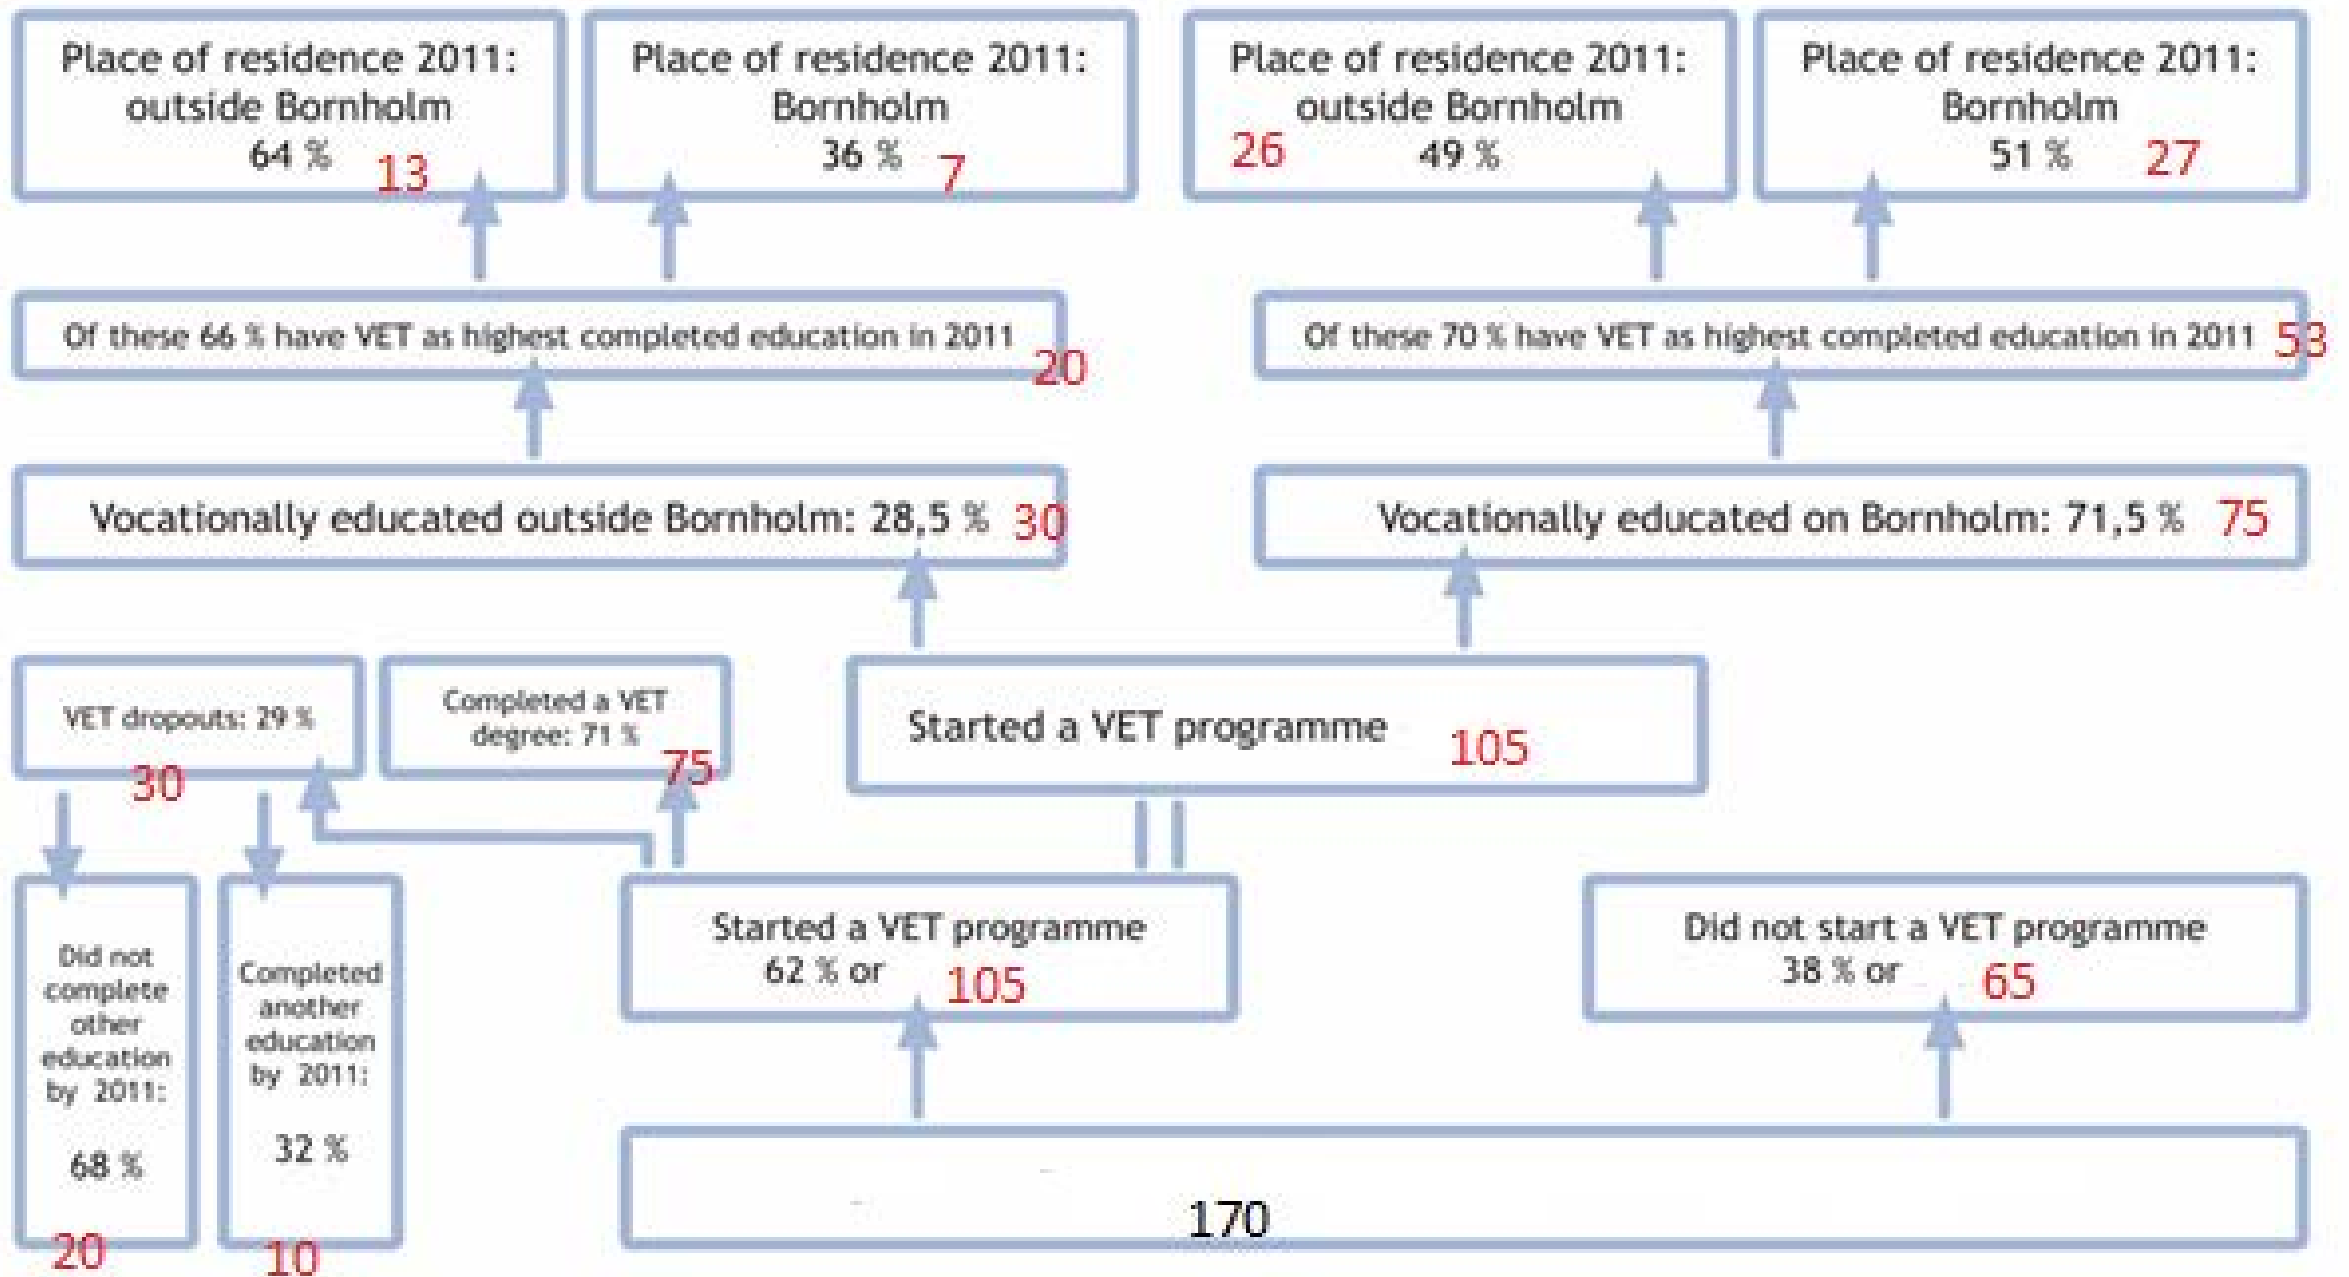 Place of residence 2011:
outside Bornholm
64 % 13
Place of residence 2011:
Bornholm
36 % 7
Place of residence 2011:
outside Bornholm
26 49 %
Place of residence 2011:
Bornholm
51 % 27
Of these 66 % have VET as highest completed education in 2011
20
Of these 70 % have VET as highest completed education in 2011 53
Vocationally educated outside Bornholm: 28,5 % 30
Vocationally educated on Bornholm: 71,5 % 75
VET dropouts: 29 %
30
Completed a VET
degree: 71 %
75
Started a VET programme 105
Did not
complete
other
education
by 2011:
68 %
20
Completed
another
education
by 2011:
32 %
10
Started a VET programme
62 % or 105
Did not start a VET programme
38 % or 65
170